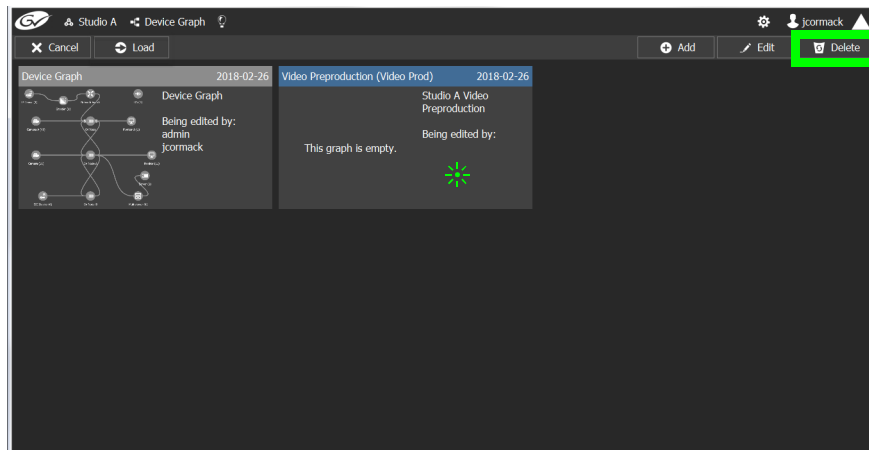 Studio A Device Graph jcormack
Cancel Load Add Edit Delete
Device Graph 2018-02-26
Device Graph
Being edited by:
admin
jcormack
Video Preproduction (Video Prod) 2018-02-26
Studio A Video
Preproduction
Being edited by:
This graph is empty.